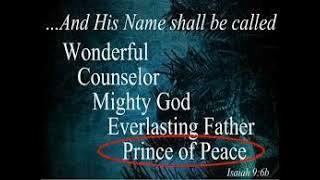 ...And His Name shall be called
Wonderful
Counselor
Mighty God
Everlasting Father
Prince of Peace
Isaiah 9:6b